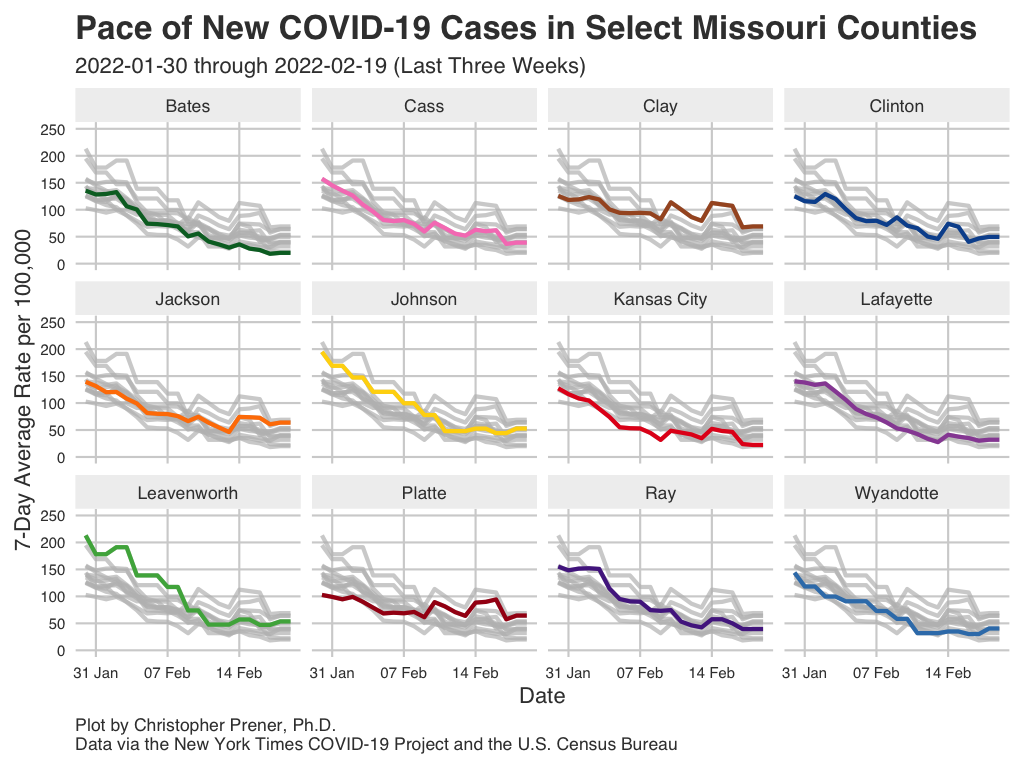 Pace of New COVID-19 Cases in Select Missouri Counties
2022-01-30 through 2022-02-19 (Last Three Weeks)
Bates Cass Clay Clinton
250
200
150
100
50
0
Jackson Johnson Kansas City Lafayette
250
200
150
100
50
0
Leavenworth Platte Ray Wyandotte
250
200
150
100
50
0
7-Day Average Rate per 100,000
31 Jan 07 Feb 14 Feb 31 Jan 07 Feb 14 Feb 31 Jan 07 Feb 14 Feb 31 Jan 07 Feb 14 Feb
Date
Plot by Christopher Prener, Ph.D.
Data via the New York Times COVID-19 Project and the U.S. Census Bureau